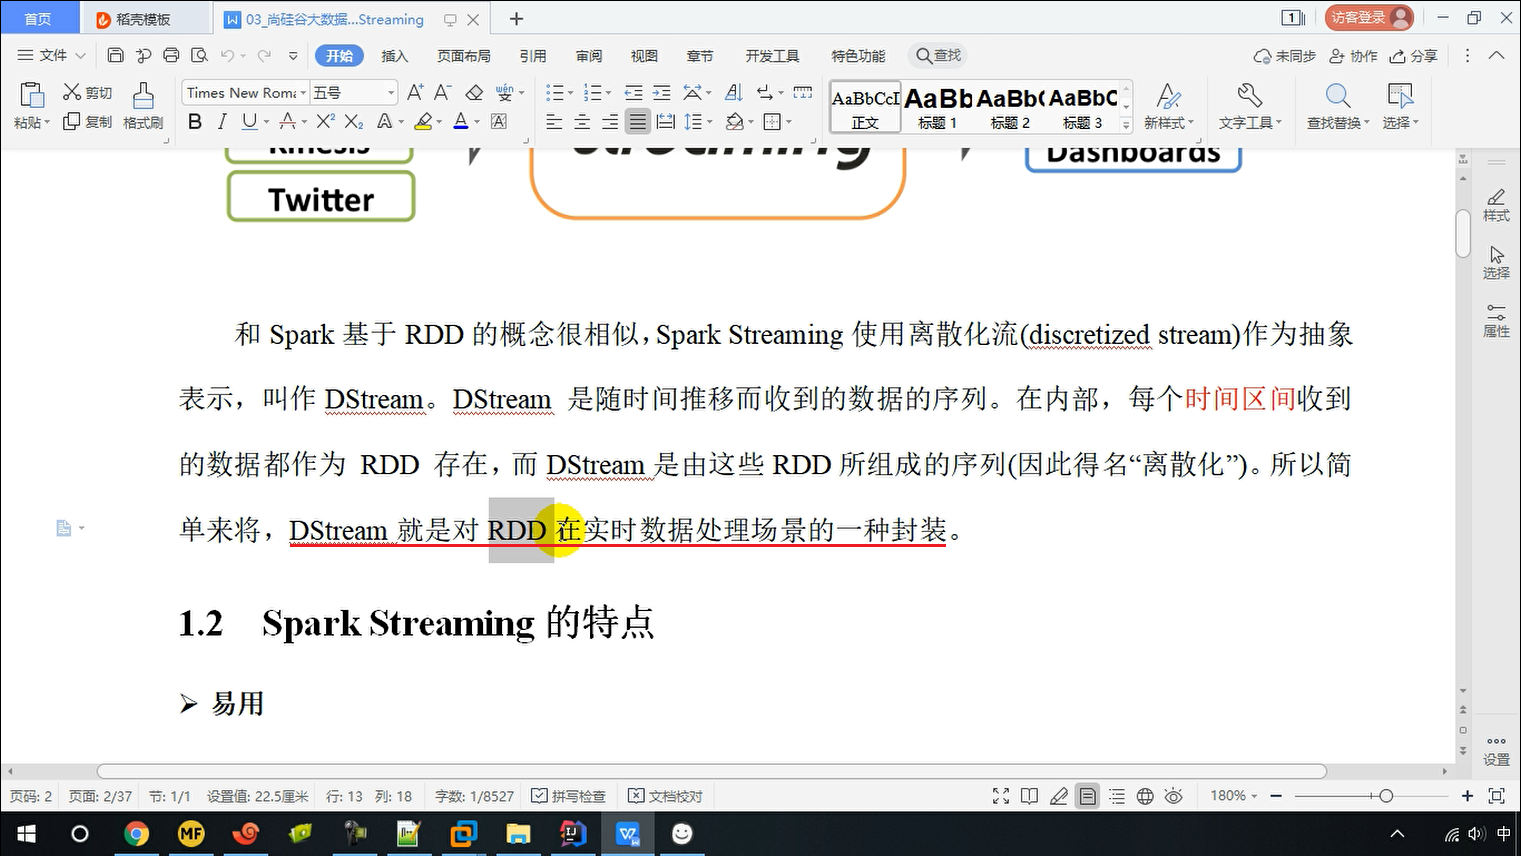 首页
稻壳模板
03_尚硅谷大数据...Streaming
1
访客登录
文件
开始
插入
页面布局
引用
审阅
视图
章节
开发工具
特色功能
查找
未同步
协作
分享
粘贴
剪切
复制
格式刷
Times New Roma
五号
wén
AaBbCcD
正文
AaBb
标题 1
AaBb(
标题 2
AaBbC
标题 3
新样式
文字工具
查找替换
选择
Kinesis
streaming
Dashboards
Twitter
和 Spark 基于 RDD 的概念很相似，Spark Streaming 使用离散化流(discretized stream)作为抽象
表示，叫作 DStream。DStream 是随时间推移而收到的数据的序列。在内部，每个时间区间收到
的数据都作为 RDD 存在，而 DStream 是由这些 RDD 所组成的序列(因此得名“离散化”)。所以简
单来将，DStream 就是对 RDD 在实时数据处理场景的一种封装。
1.2 Spark Streaming 的特点
➢ 易用
样式
选择
属性
设置
页码: 2
页面: 2/37
节: 1/1
设置值: 22.5厘米
行: 13
列: 18
字数: 1/8527
拼写检查
文档校对
180%
MF
中